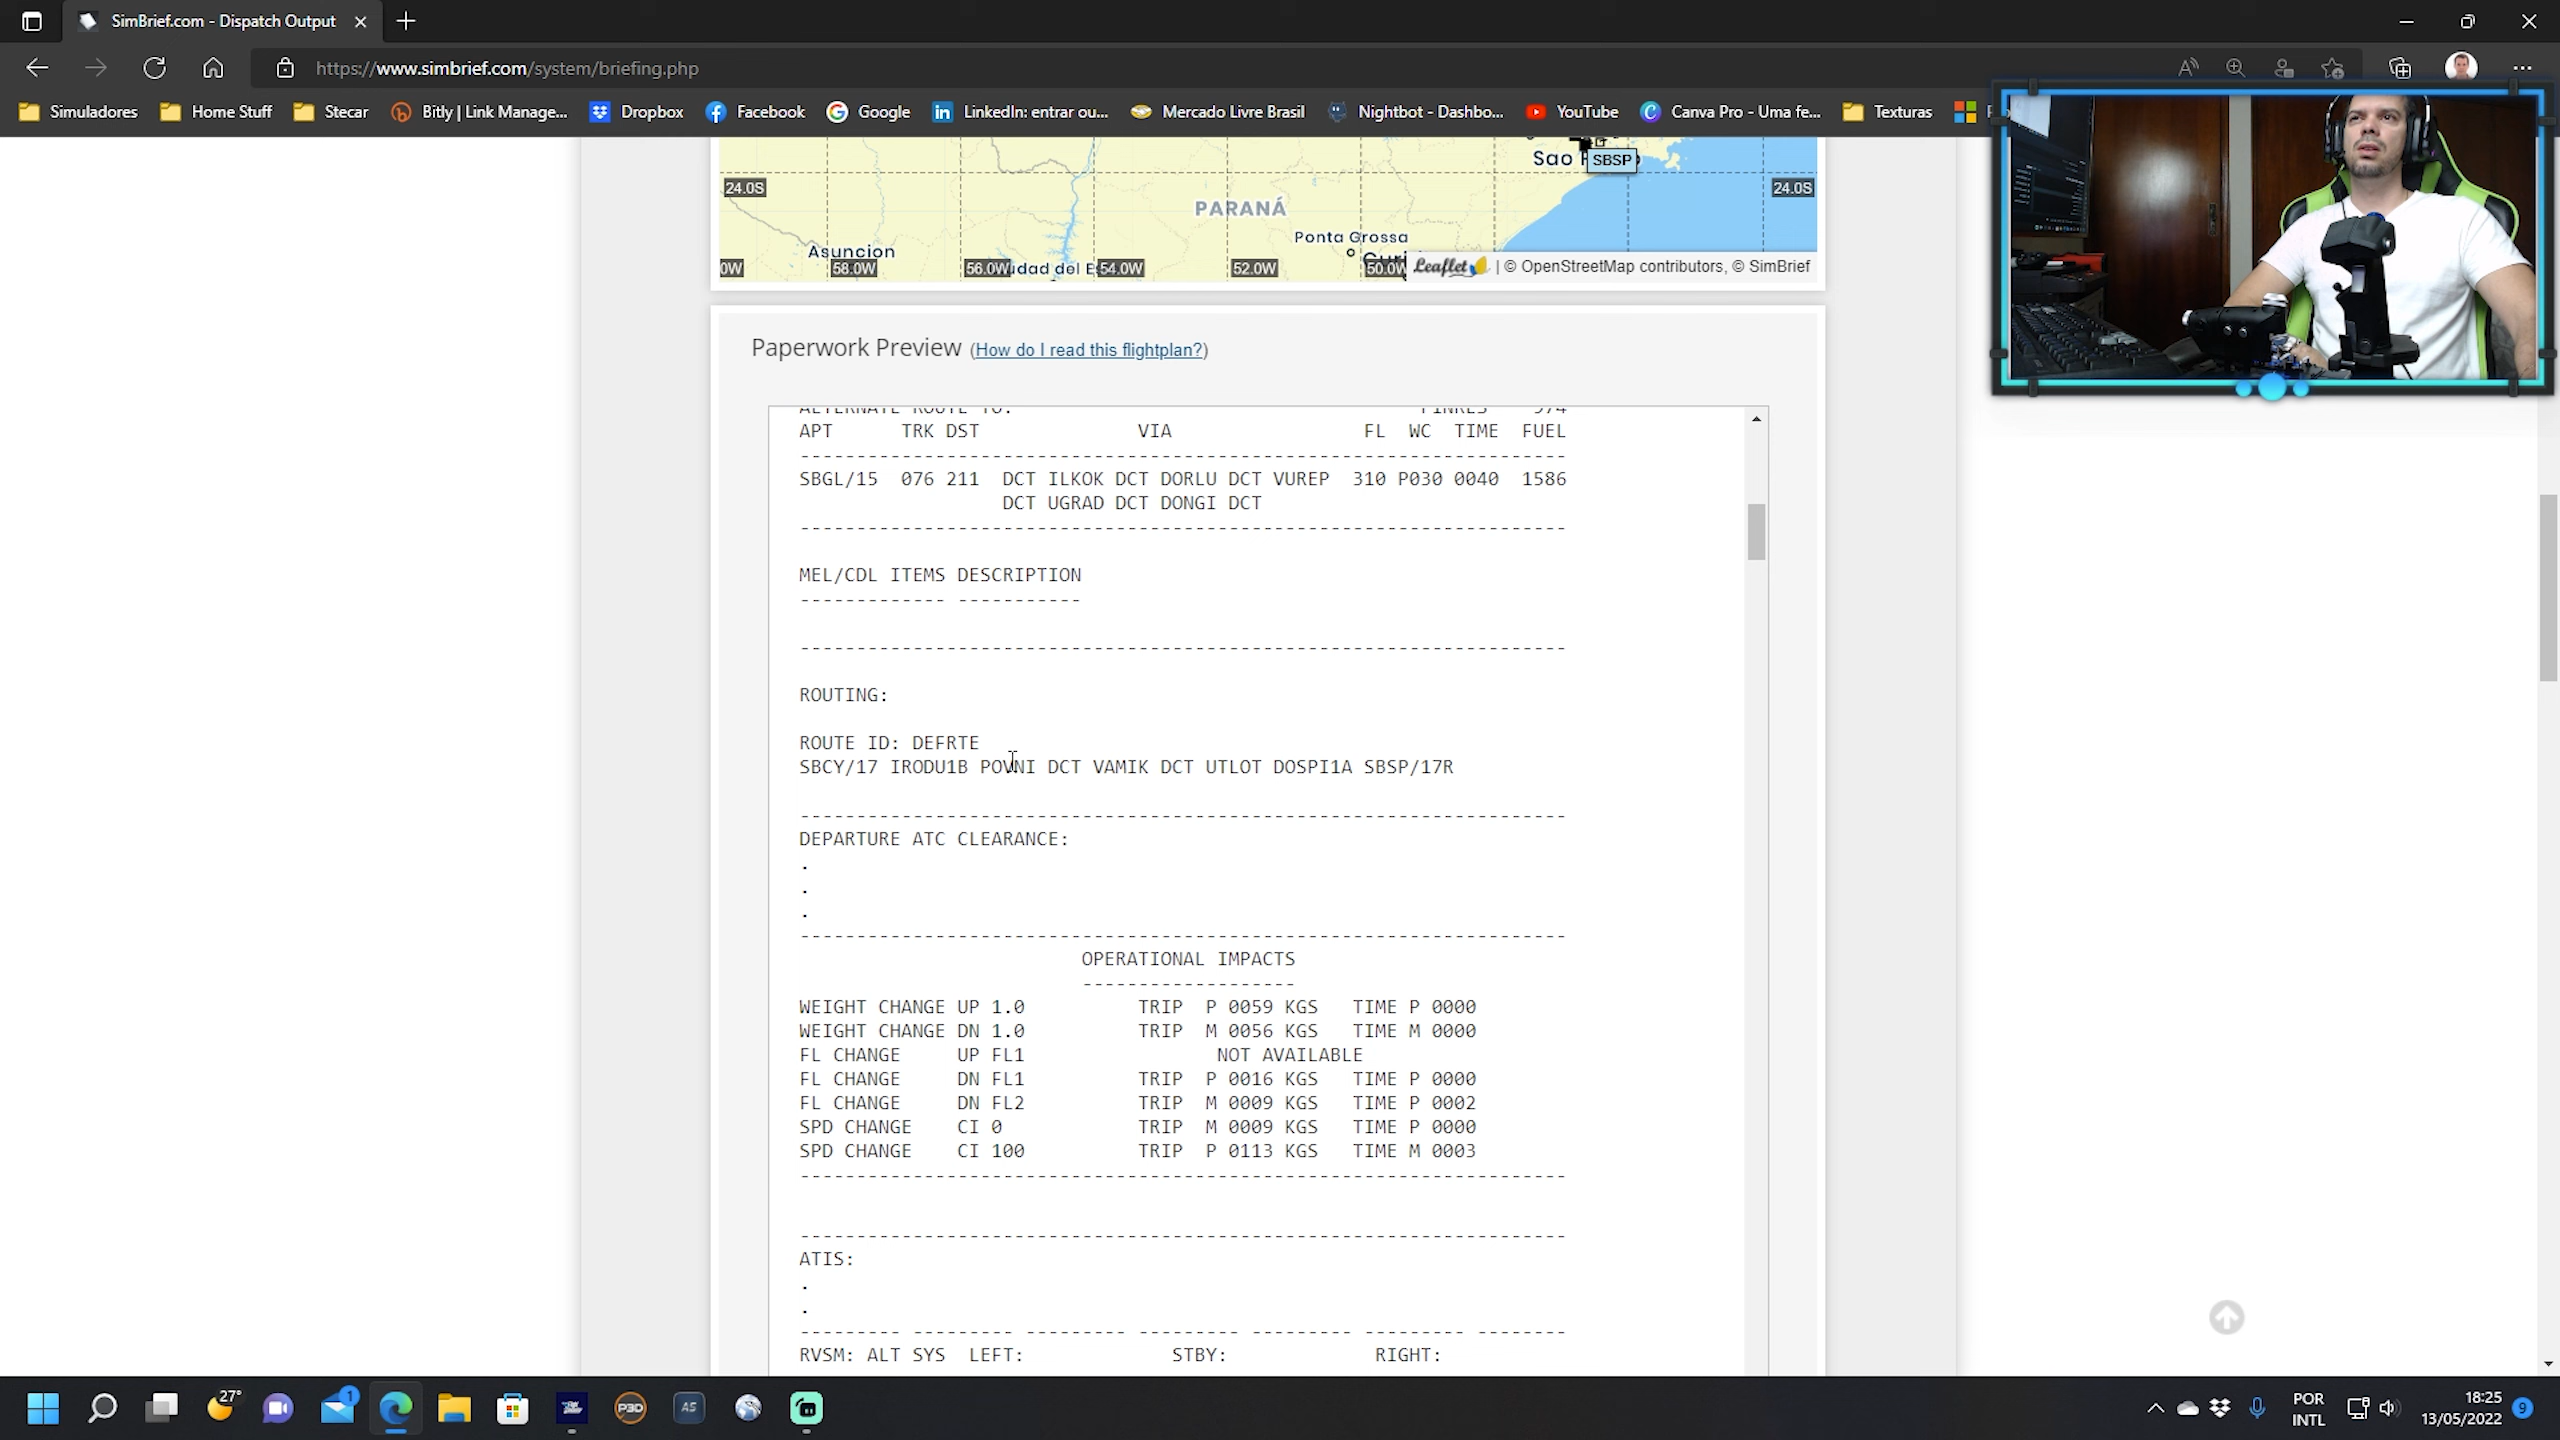 SimBrief.com - Dispatch Output
https://www.simbrief.com/system/briefing.php
Simuladores Home Stuff Stecar Bitly | Link Manage... Dropbox Facebook Google LinkedIn: entrar ou... Mercado Livre Brasil Nightbot - Dashbo... YouTube Canva Pro - Uma fe... Texturas
SBSP
24.0S 24.0S
PARANÁ
Ponta Grossa
Asuncion
58.0W 56.0W 54.0W 52.0W 50.0W
Leaflet | © OpenStreetMap contributors, © SimBrief
Paperwork Preview (How do I read this flightplan?)
ALTERNATE ROUTE TO: FINRES 574
APT TRK DST VIA FL WC TIME FUEL
SBGL/15 076 211 DCT ILKOK DCT DORLU DCT VUREP 310 P030 0040 1586
DCT UGRAD DCT DONGI DCT
MEL/CDL ITEMS DESCRIPTION
ROUTING:
ROUTE ID: DEFRTE
SBCY/17 IRODU1B POVNI DCT VAMIK DCT UTLOT DOSPI1A SBSP/17R
DEPARTURE ATC CLEARANCE:
.
.
.
OPERATIONAL IMPACTS
WEIGHT CHANGE UP 1.0 TRIP P 0059 KGS TIME P 0000
WEIGHT CHANGE DN 1.0 TRIP M 0056 KGS TIME M 0000
FL CHANGE UP FL1 NOT AVAILABLE
FL CHANGE DN FL1 TRIP P 0016 KGS TIME P 0000
FL CHANGE DN FL2 TRIP M 0009 KGS TIME P 0002
SPD CHANGE CI 0 TRIP M 0009 KGS TIME P 0000
SPD CHANGE CI 100 TRIP P 0113 KGS TIME M 0003
ATIS:
.
.
RVSM: ALT SYS LEFT: STBY: RIGHT:
27° 1 P3D AS POR 18:25
INTL 13/05/2022 9